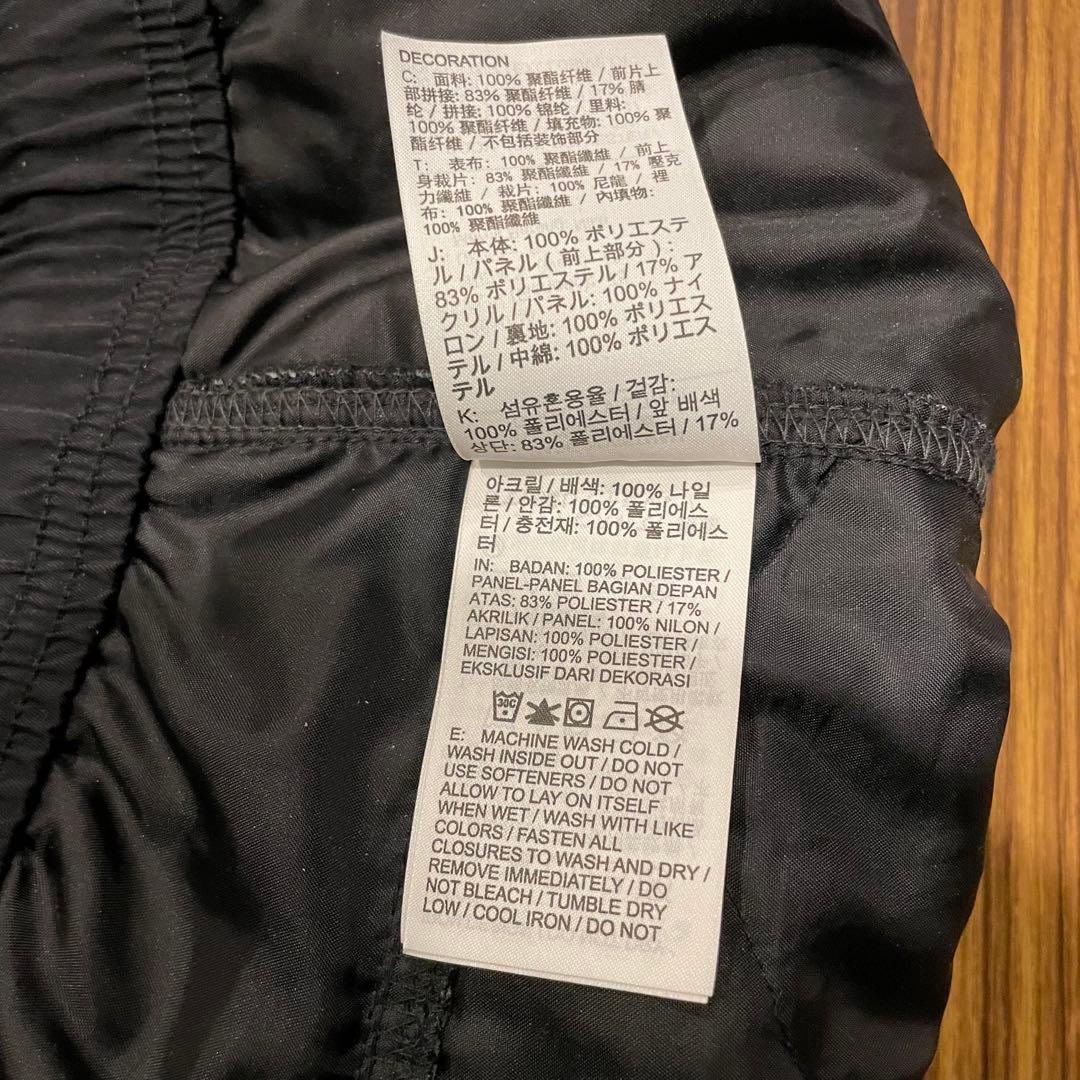 DECORATION
C: 面料: 100% 聚酯纤维 / 前片上
部拼接: 83% 聚酯纤维 / 17% 腈
纶 / 拼接: 100% 锦纶 / 里料:
100% 聚酯纤维 / 填充物: 100% 聚
酯纤维 / 不包括装饰部分
T: 表布: 100% 聚酯纖維 / 前上
身裁片: 83% 聚酯纖維 / 17% 壓克
力纖維 / 裁片: 100% 尼龍 / 裡
布: 100% 聚酯纖維 / 內填物:
100% 聚酯纖維
J: 本体: 100% ポリエステ
ル / パネル ( 前上部分 ):
83% ポリエステル / 17% ア
クリル / パネル: 100% ナイ
ロン / 裏地: 100% ポリエス
テル / 中綿: 100% ポリエス
テル
K: 섬유혼용율 / 겉감:
100% 폴리에스터 / 앞 배색
상단: 83% 폴리에스터 / 17%
아크릴 / 배색: 100% 나일
론 / 안감: 100% 폴리에스
터 / 충전재: 100% 폴리에스
터
IN: BADAN: 100% POLIESTER /
PANEL-PANEL BAGIAN DEPAN
ATAS: 83% POLIESTER / 17%
AKRILIK / PANEL: 100% NILON /
LAPISAN: 100% POLIESTER /
MENGISI: 100% POLIESTER /
EKSKLUSIF DARI DEKORASI
30C
E: MACHINE WASH COLD /
WASH INSIDE OUT / DO NOT
USE SOFTENERS / DO NOT
ALLOW TO LAY ON ITSELF
WHEN WET / WASH WITH LIKE
COLORS / FASTEN ALL
CLOSURES TO WASH AND DRY /
REMOVE IMMEDIATELY / DO
NOT BLEACH / TUMBLE DRY
LOW / COOL IRON / DO NOT